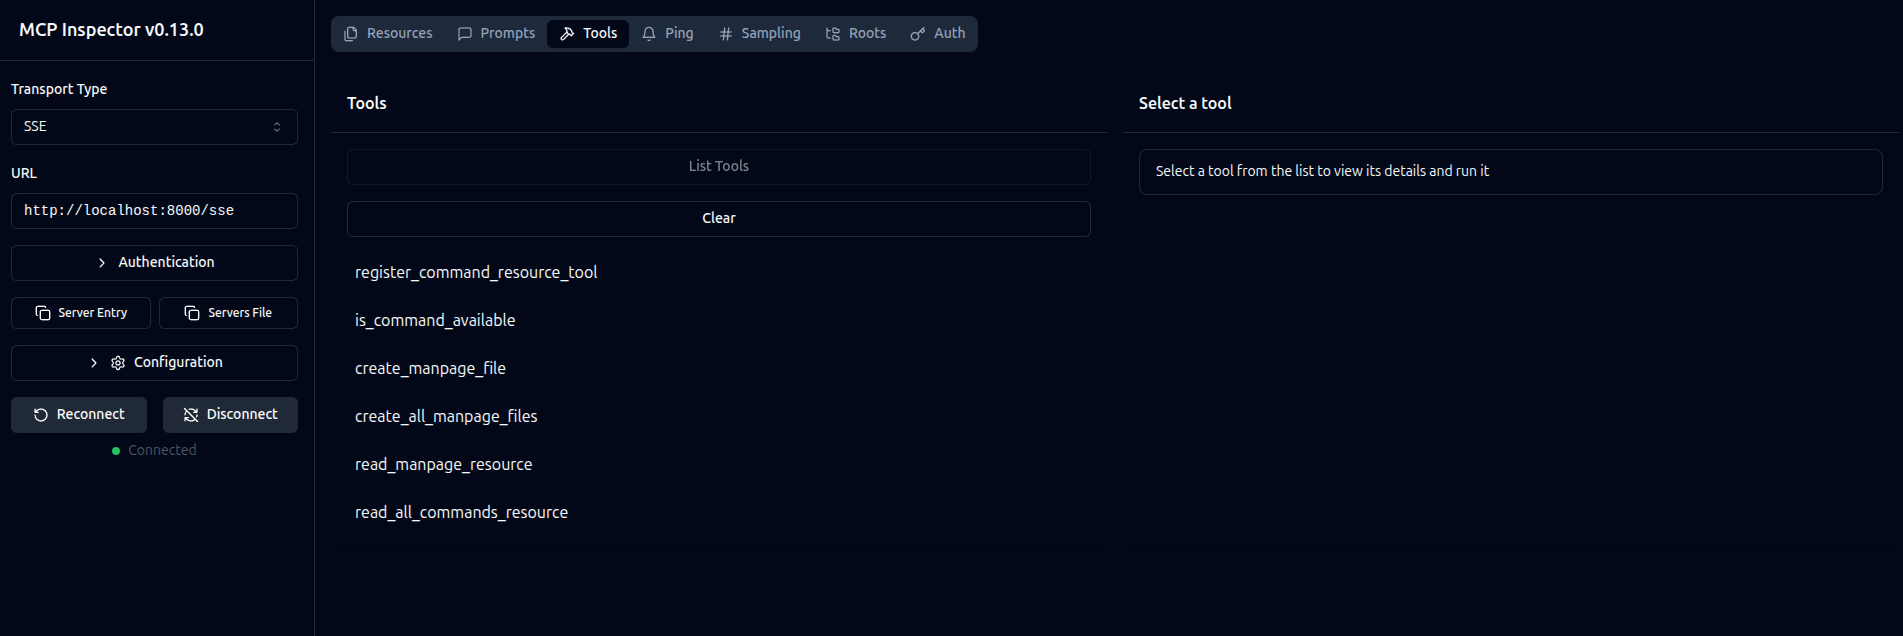 MCP Inspector v0.13.0
Transport Type
SSE
URL
http://localhost:8000/sse
Authentication
Server Entry
Servers File
Configuration
Reconnect
Disconnect
Connected
Resources
Prompts
Tools
Ping
Sampling
Roots
Auth
Tools
List Tools
Clear
register_command_resource_tool
is_command_available
create_manpage_file
create_all_manpage_files
read_manpage_resource
read_all_commands_resource
Select a tool
Select a tool from the list to view its details and run it